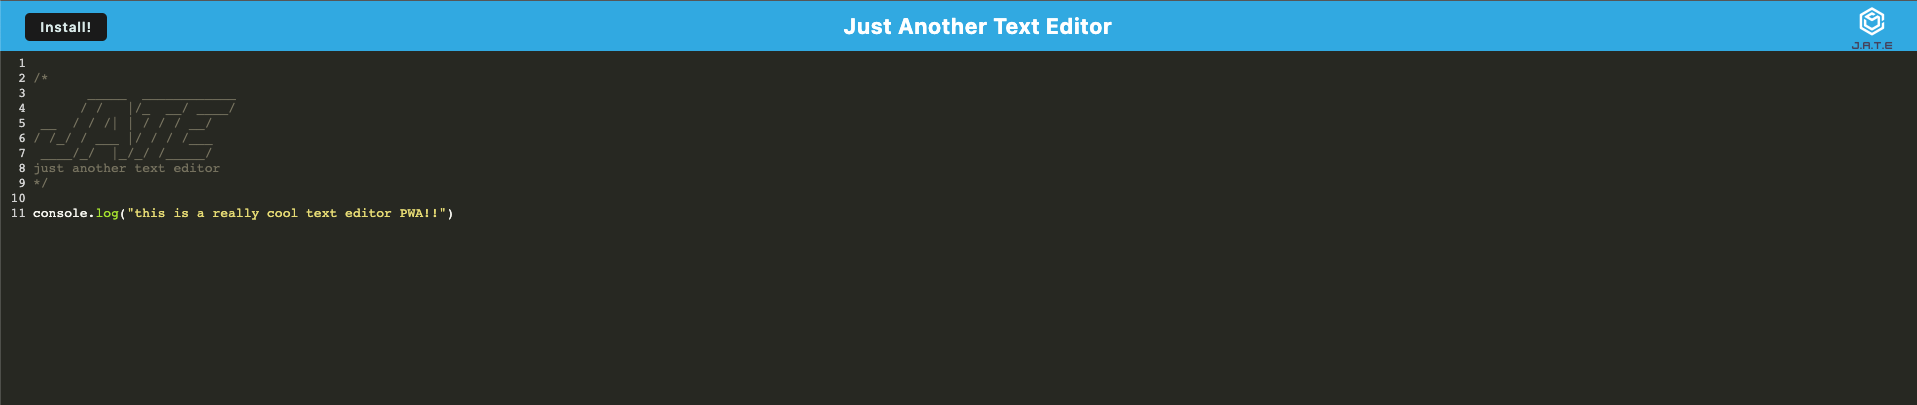 Install!
Just Another Text Editor
J.A.T.E
1
2 /*
3        _____  ____________
4       / /   |/_  __/ ____/
5  __  / / /| | / / / __/
6 / /_/ / ___ |/ / / /___
7  ____/_/  |_/_/ /_____/
8 just another text editor
9 */
10
11 console.log("this is a really cool text editor PWA!!")